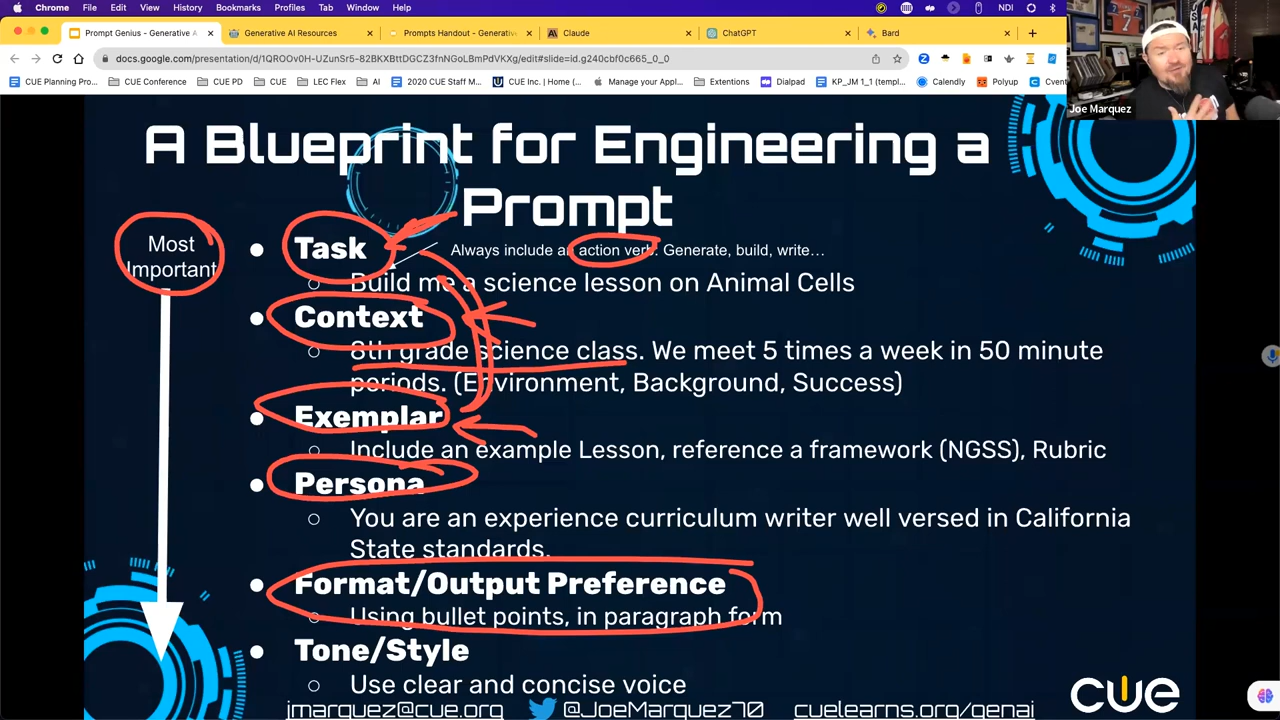 Chrome File Edit View History Bookmarks Profiles Tab Window Help NDI
Prompt Genius - Generative A Generative AI Resources Prompts Handout - Generative Claude ChatGPT Bard
docs.google.com/presentation/d/1QROOv0H-UZunSr5-82BKXBttDGCZ3fnNGoLBmPdVKXg/edit#slide=id.g240cbf0c665_0_0
CUE Planning Pro... CUE Conference CUE PD CUE LEC Flex AI 2020 CUE Staff M... CUE Inc. | Home (... Manage your Appl... Extentions Dialpad KP_JM 1_1 (templ... Calendly Polyup Cvent
Joe Marquez
A Blueprint for Engineering a
Prompt
Most
Important
Task
Always include an action verb: Generate, build, write...
Build me a science lesson on Animal Cells
Context
8th grade science class. We meet 5 times a week in 50 minute
periods. (Environment, Background, Success)
Exemplar
Include an example Lesson, reference a framework (NGSS), Rubric
Persona
You are an experience curriculum writer well versed in California
State standards.
Format/Output Preference
Using bullet points, in paragraph form
Tone/Style
Use clear and concise voice
jmarquez@cue.org @JoeMarquez70 cuelearns.org/genai
cue